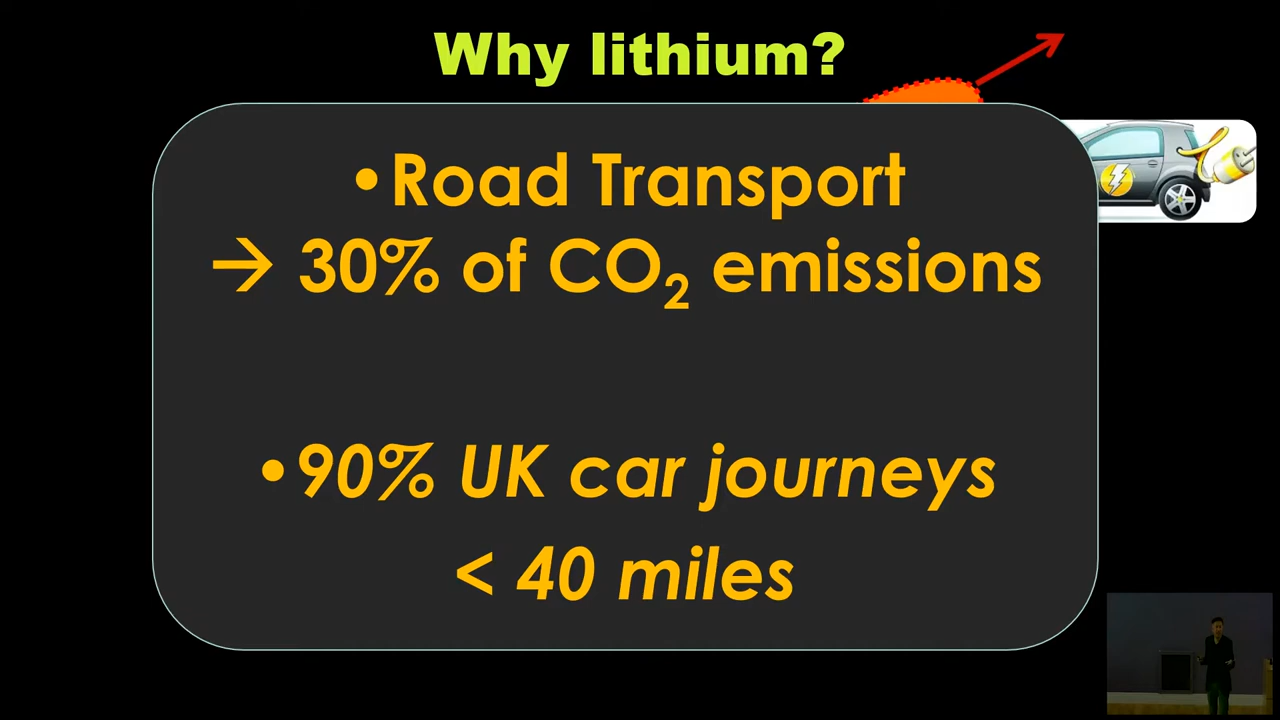 Why lithium?
•Road Transport
→ 30% of CO₂ emissions
•90% UK car journeys
< 40 miles